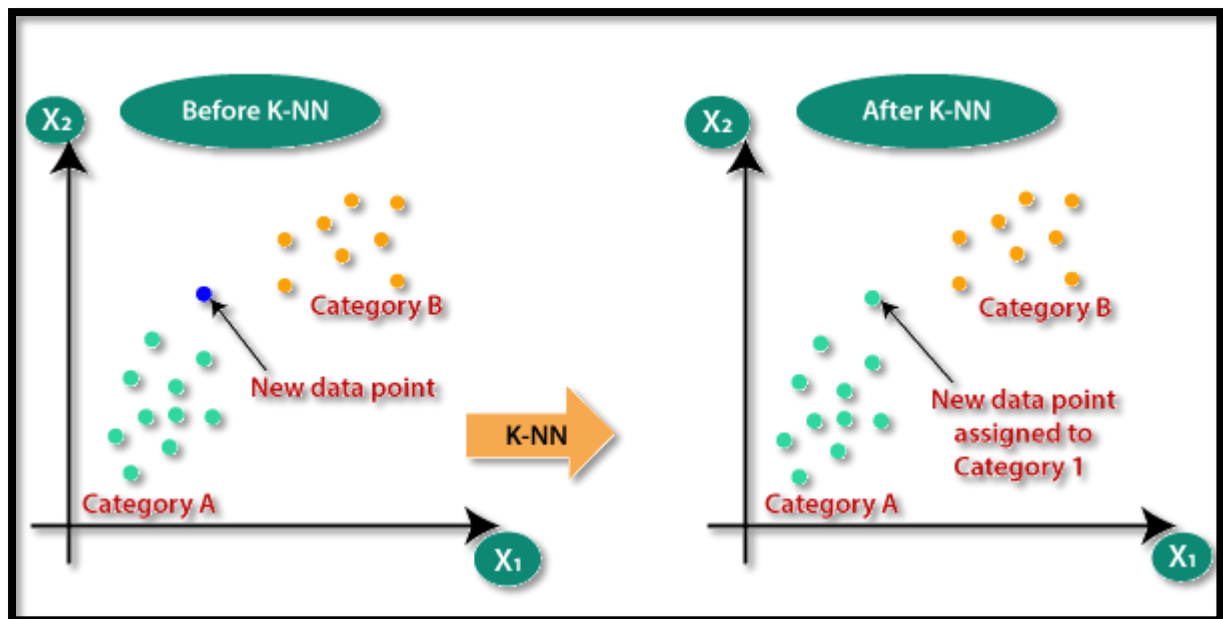 Before K-NN
X₂
Category B
New data point
Category A
X₁
K-NN
After K-NN
X₂
Category B
New data point
assigned to
Category 1
Category A
X₁